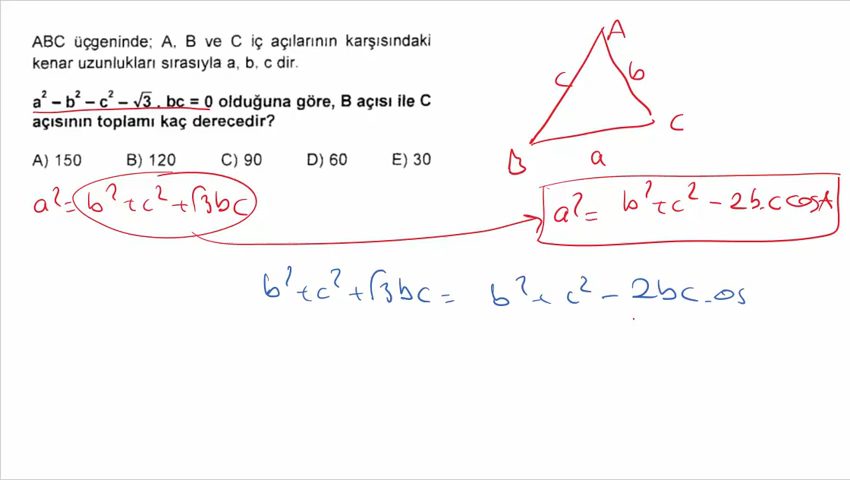 ABC üçgeninde; A, B ve C iç açılarının karşısındaki
kenar uzunlukları sırasıyla a, b, c dir.
a² – b² – c² – √3 . bc = 0 olduğuna göre, B açısı ile C
açısının toplamı kaç derecedir?
A) 150 B) 120 C) 90 D) 60 E) 30
A
c
b
B
a
C
a² = b² + c² + √3bc
a² = b² + c² - 2b.c cosA
b² + c² + √3bc = b² + c² - 2bc.os